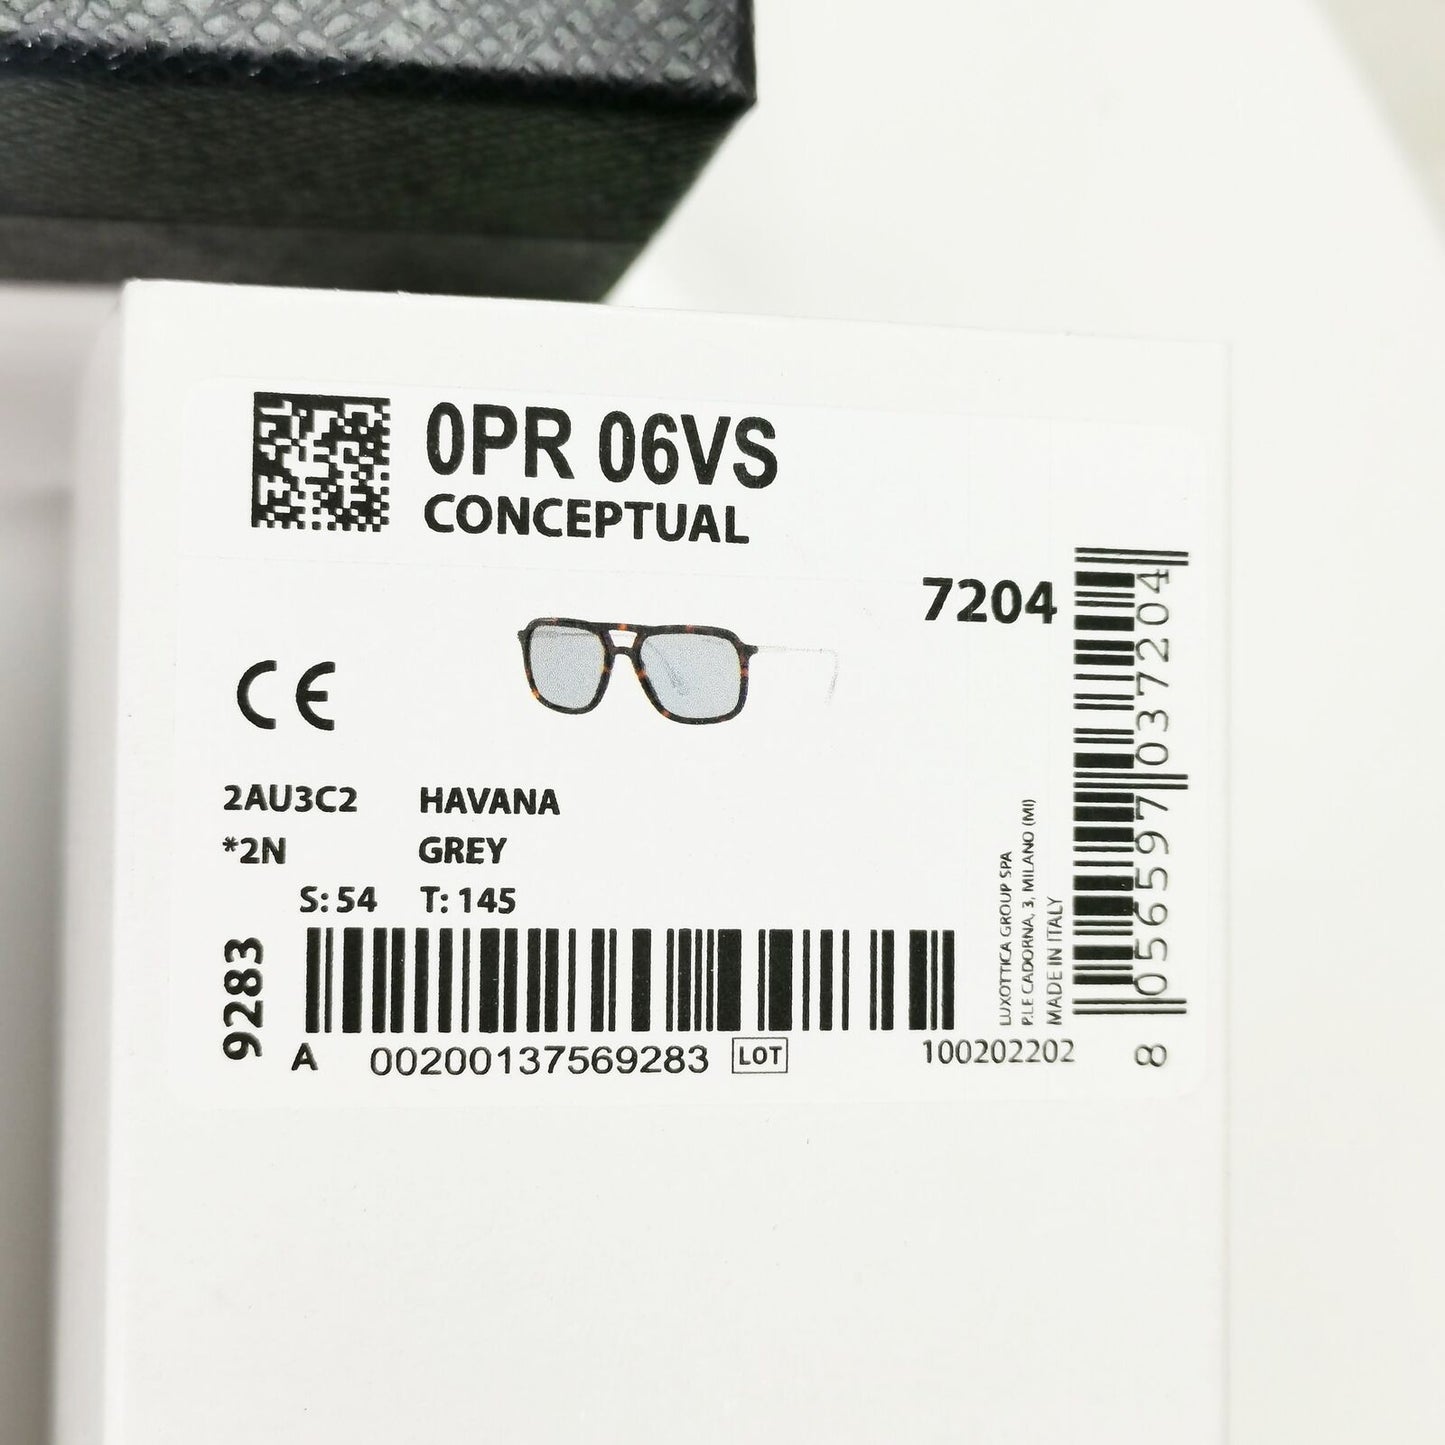 0PR 06VS
CONCEPTUAL
7204
CE
2AU3C2 HAVANA
*2N GREY
S: 54 T: 145
9283
A 00200137569283 LOT 100202202
LUXOTTICA GROUP SPA
P.LE CADORNA, 3, MILANO (MI)
MADE IN ITALY
8 056597 037204